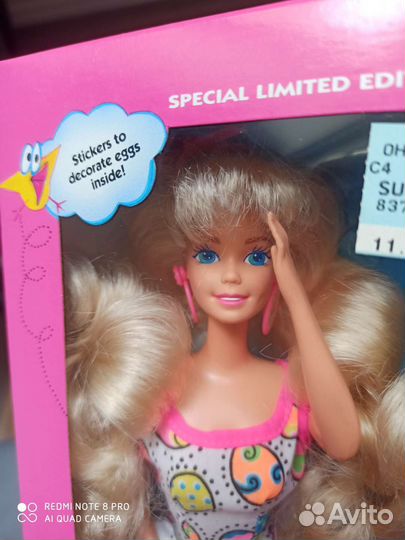 SPECIAL LIMITED EDI
Stickers to
decorate eggs
inside!
OH
C4
SU
837
11.
REDMI NOTE 8 PRO
AI QUAD CAMERA
Avito